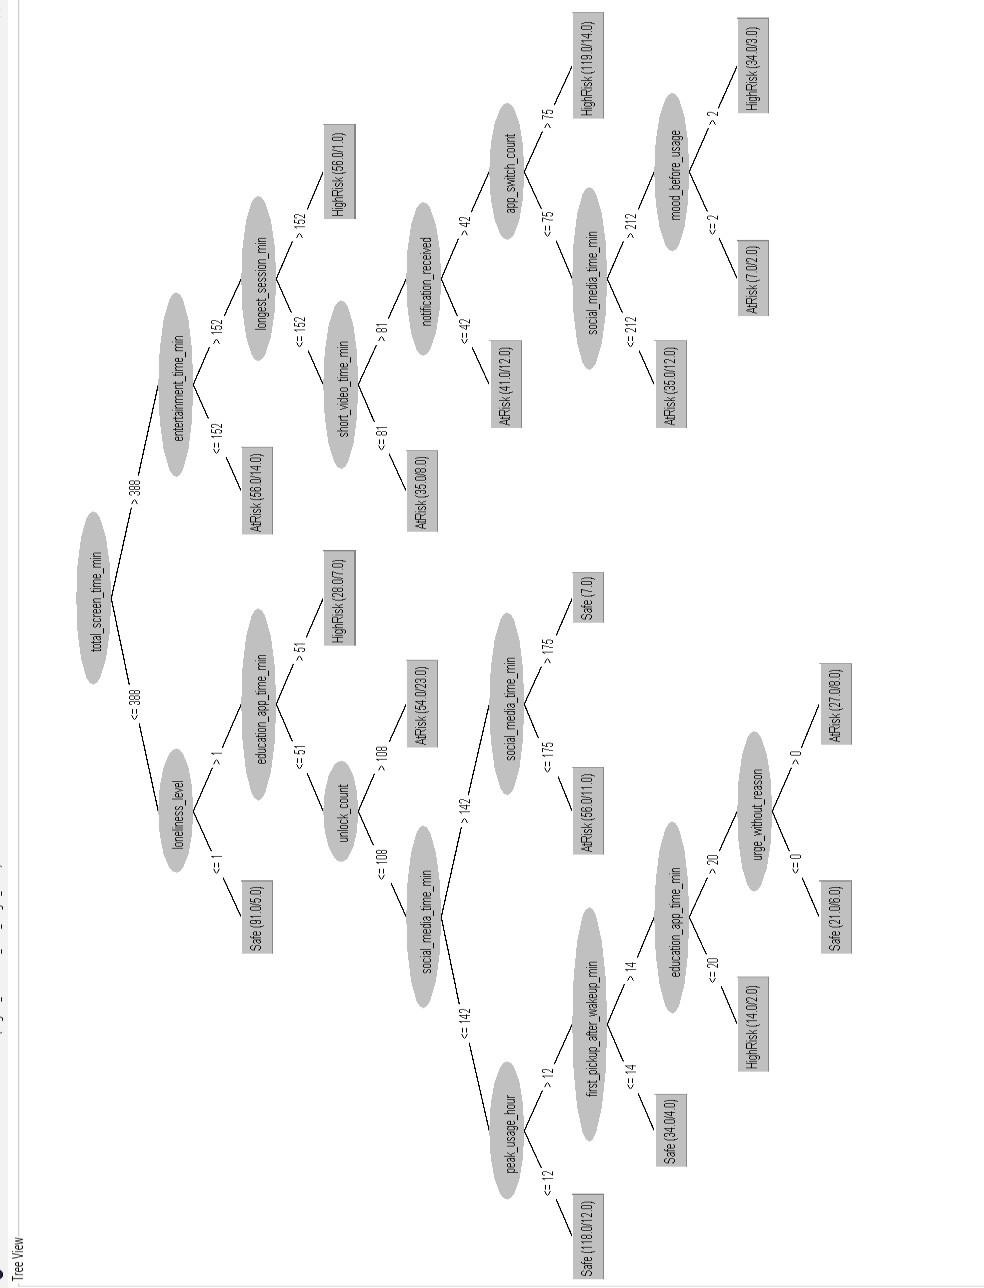 Tree View
total_screen_time_min
<= 388
> 388
loneliness_level
entertainment_time_min
<= 1
> 1
<= 152
> 152
Safe (91.0/5.0)
education_app_time_min
AtRisk (56.0/14.0)
longest_session_min
<= 51
> 51
<= 152
> 152
unlock_count
HighRisk (28.0/7.0)
short_video_time_min
HighRisk (56.0/1.0)
<= 108
> 108
<= 81
> 81
social_media_time_min
AtRisk (54.0/23.0)
AtRisk (35.0/8.0)
notification_received
<= 142
> 142
<= 42
> 42
peak_usage_hour
social_media_time_min
AtRisk (41.0/12.0)
app_switch_count
<= 12
> 12
<= 175
> 175
<= 75
> 75
Safe (118.0/12.0)
first_pickup_after_wakeup_min
AtRisk (56.0/11.0)
Safe (7.0)
social_media_time_min
HighRisk (119.0/14.0)
<= 14
> 14
<= 212
> 212
Safe (34.0/4.0)
education_app_time_min
AtRisk (35.0/12.0)
mood_before_usage
<= 20
> 20
<= 2
> 2
HighRisk (14.0/2.0)
urge_without_reason
AtRisk (7.0/2.0)
HighRisk (34.0/3.0)
<= 0
> 0
Safe (21.0/6.0)
AtRisk (27.0/8.0)